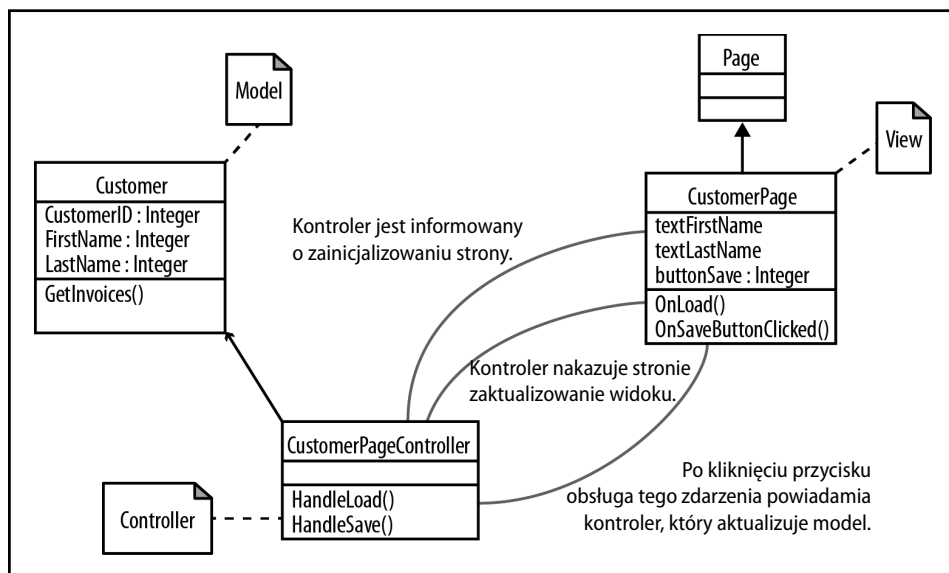 Page
Model
View
Customer
CustomerID : Integer
FirstName : Integer
LastName : Integer
GetInvoices()
CustomerPage
textFirstName
textLastName
buttonSave : Integer
OnLoad()
OnSaveButtonClicked()
Kontroler jest informowany
o zainicjalizowaniu strony.
Kontroler nakazuje stronie
zaktualizowanie widoku.
CustomerPageController
HandleLoad()
HandleSave()
Controller
Po kliknięciu przycisku
obsługa tego zdarzenia powiadamia
kontroler, który aktualizuje model.